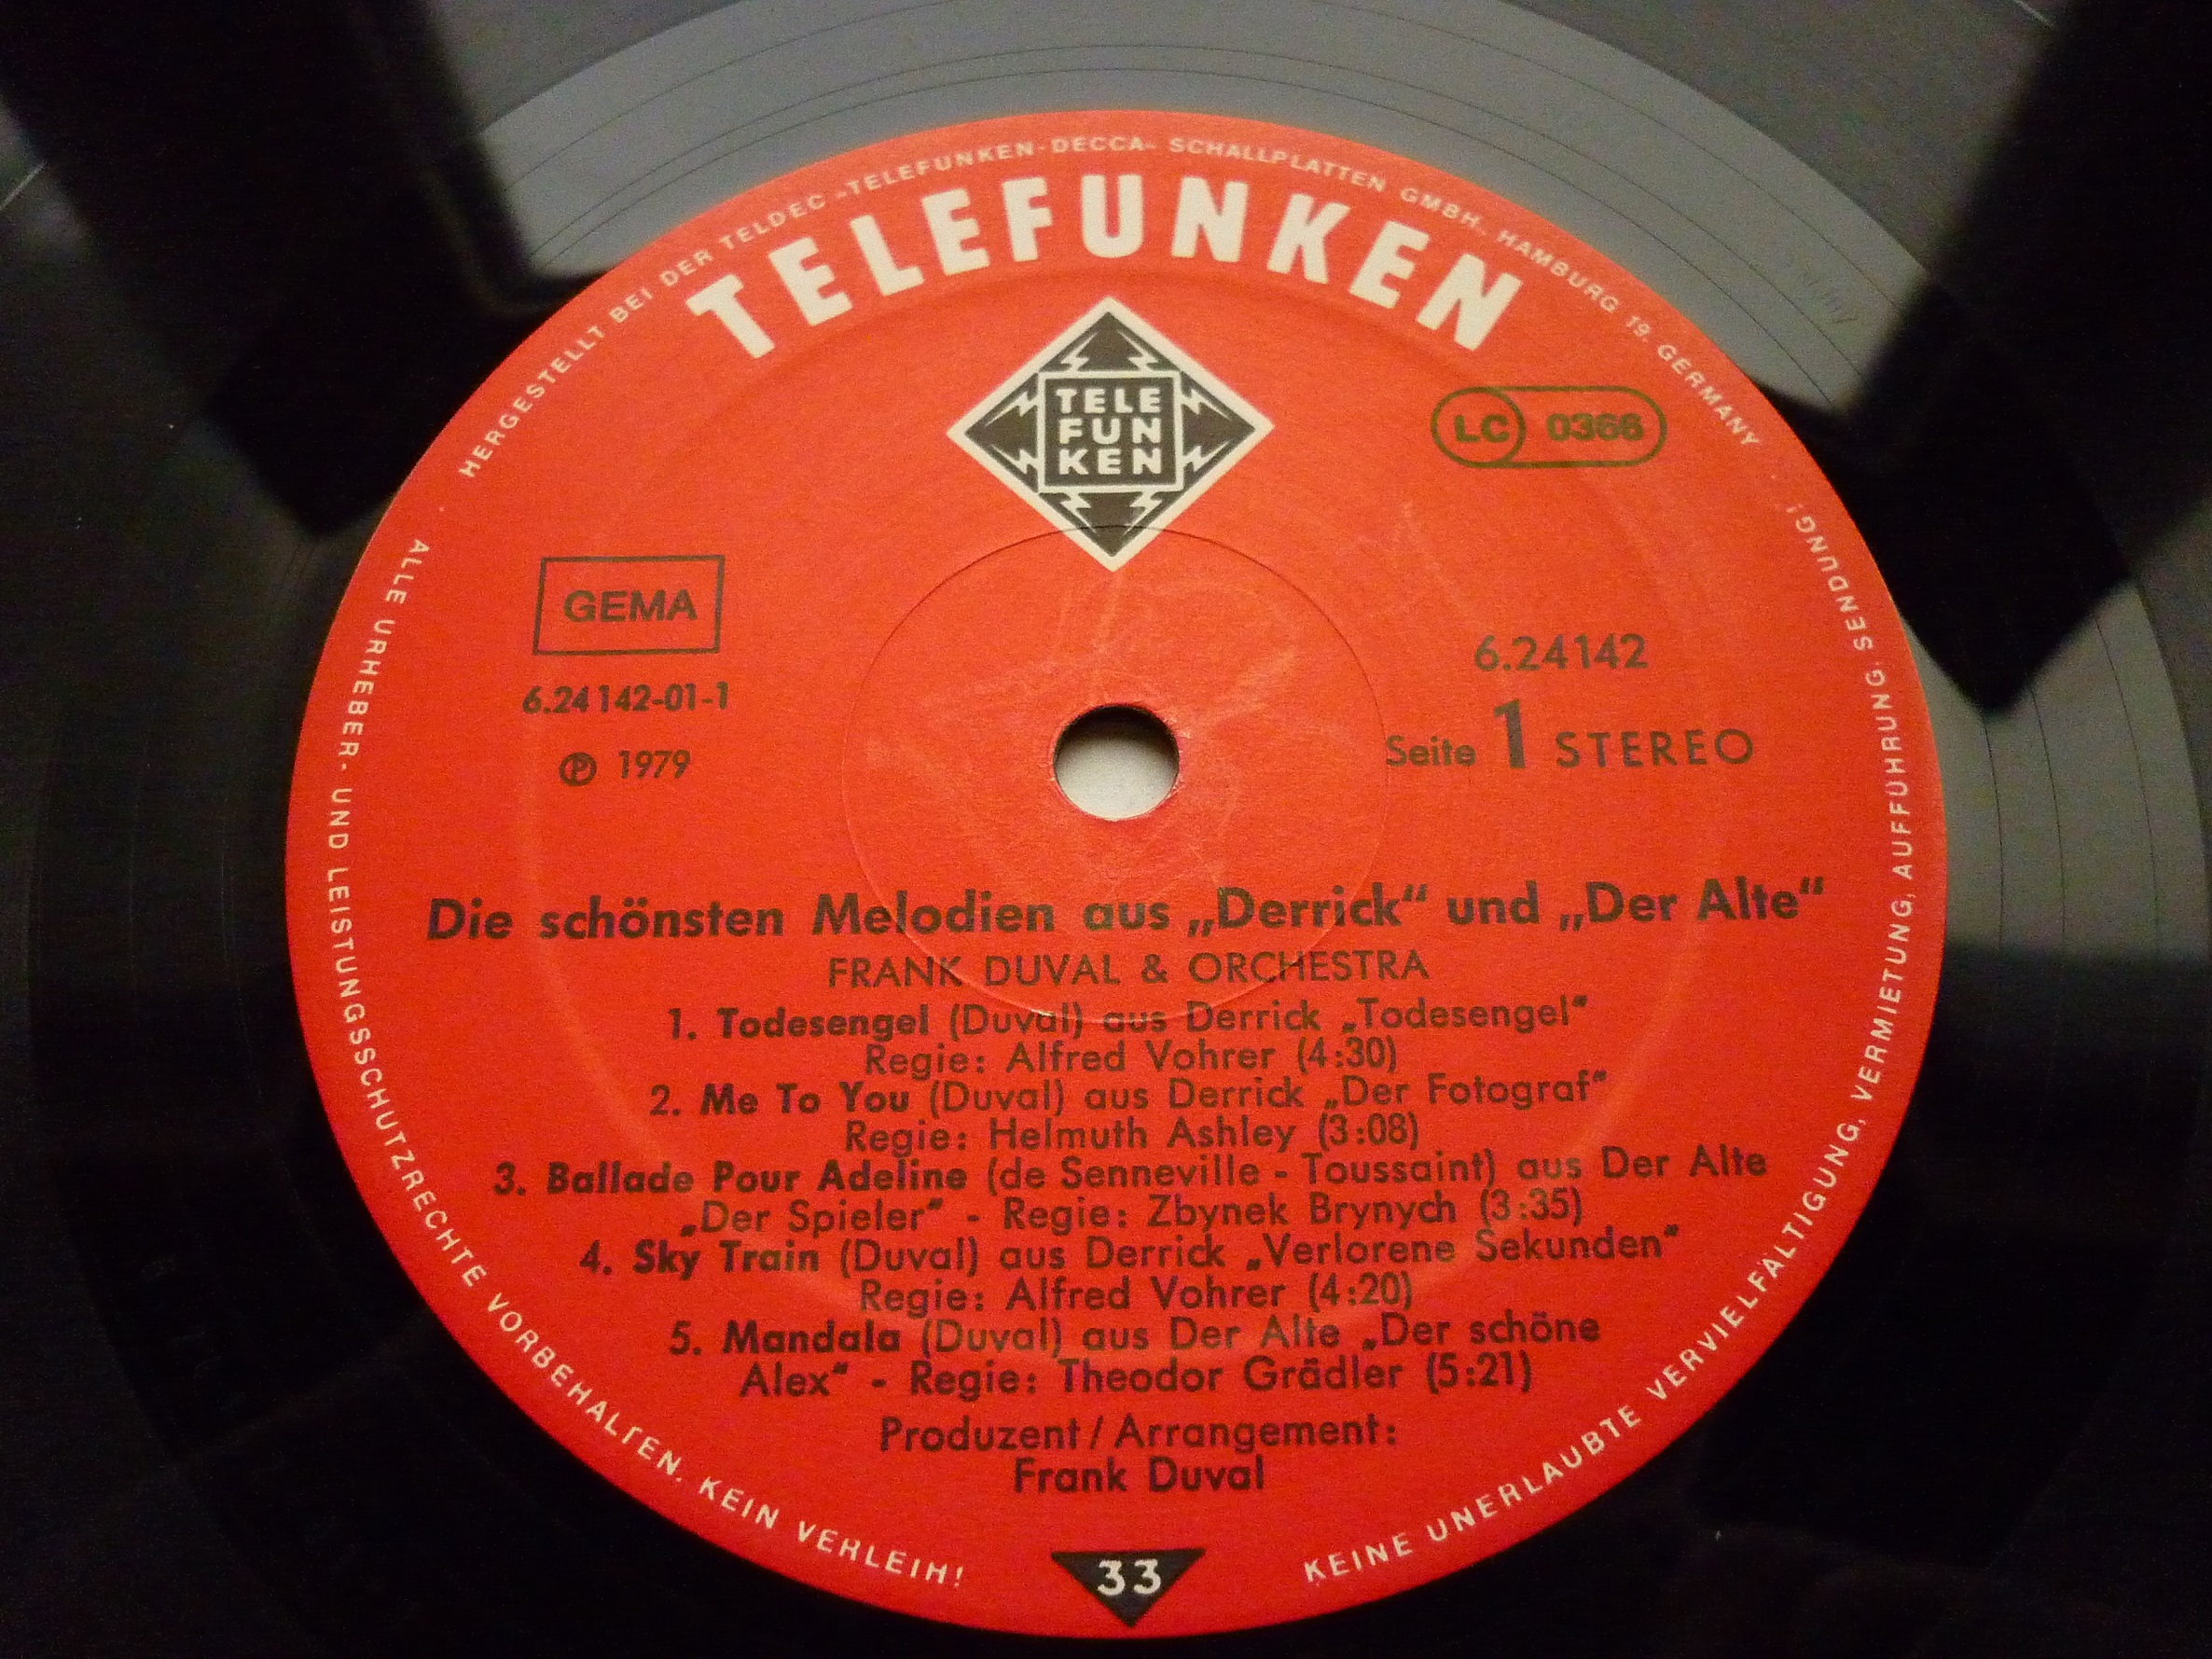 HERGESTELLT BEI DER TELDEC »TELEFUNKEN-DECCA« SCHALLPLATTEN GMBH., HAMBURG 19, GERMANY
TELEFUNKEN
TELE
FUN
KEN
LC 0366
GEMA
6.24142-01-1
℗ 1979
6.24142
Seite 1 STEREO
Die schönsten Melodien aus „Derrick“ und „Der Alte“
FRANK DUVAL & ORCHESTRA
1. Todesengel (Duval) aus Derrick „Todesengel“
Regie: Alfred Vohrer (4:30)
2. Me To You (Duval) aus Derrick „Der Fotograf“
Regie: Helmuth Ashley (3:08)
3. Ballade Pour Adeline (de Senneville - Toussaint) aus Der Alte
„Der Spieler“ - Regie: Zbynek Brynych (3:35)
4. Sky Train (Duval) aus Derrick „Verlorene Sekunden“
Regie: Alfred Vohrer (4:20)
5. Mandala (Duval) aus Der Alte „Der schöne
Alex“ - Regie: Theodor Grädler (5:21)
Produzent / Arrangement:
Frank Duval
33
ALLE URHEBER- UND LEISTUNGSSCHUTZRECHTE VORBEHALTEN. KEIN VERLEIH!
KEINE UNERLAUBTE VERVIELFÄLTIGUNG, VERMIETUNG, AUFFÜHRUNG, SENDUNG!